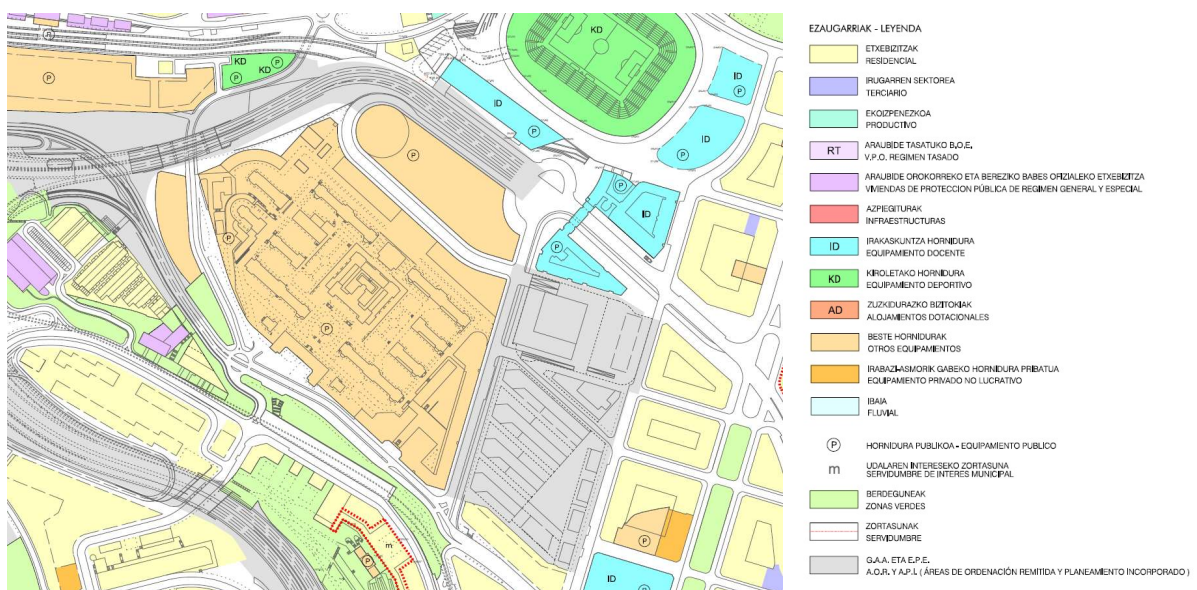 KD
KD
KD
P
P
P
ID
P
P
ID
P
ID
P
P
ID
P
P
P
P
m
P
P
ID
P
EZAUGARRIAK - LEYENDA
ETXEBIZITZAK
RESIDENCIAL
IRUGARREN SEKTOREA
TERCIARIO
EKOIZPENEZKOA
PRODUCTIVO
RT
ARAUBIDE TASATUKO B.O.E.
V.P.O. REGIMEN TASADO
ARAUBIDE OROKORREKO ETA BEREZIKO BABES OFIZIALEKO ETXEBIZITZA
VIVIENDAS DE PROTECCION PÚBLICA DE REGIMEN GENERAL Y ESPECIAL
AZPIEGITURAK
INFRAESTRUCTURAS
ID
IRAKASKUNTZA HORNIDURA
EQUIPAMIENTO DOCENTE
KD
KIROLETAKO HORNIDURA
EQUIPAMIENTO DEPORTIVO
AD
ZUZKIDURAZKO BIZITOKIAK
ALOJAMIENTOS DOTACIONALES
BESTE HORNIDURAK
OTROS EQUIPAMIENTOS
IRABAZI-ASMORIK GABEKO HORNIDURA PRIBATUA
EQUIPAMIENTO PRIVADO NO LUCRATIVO
IBAIA
FLUVIAL
P
HORNIDURA PUBLIKOA - EQUIPAMIENTO PUBLICO
m
UDALAREN INTERESEKO ZORTASUNA
SERVIDUMBRE DE INTERES MUNICIPAL
BERDEGUNEAK
ZONAS VERDES
ZORTASUNAK
SERVIDUMBRE
G.A.A. ETA E.P.E.
A.O.R. Y A.P.I. ( ÁREAS DE ORDENACIÓN REMITIDA Y PLANEAMIENTO INCORPORADO )